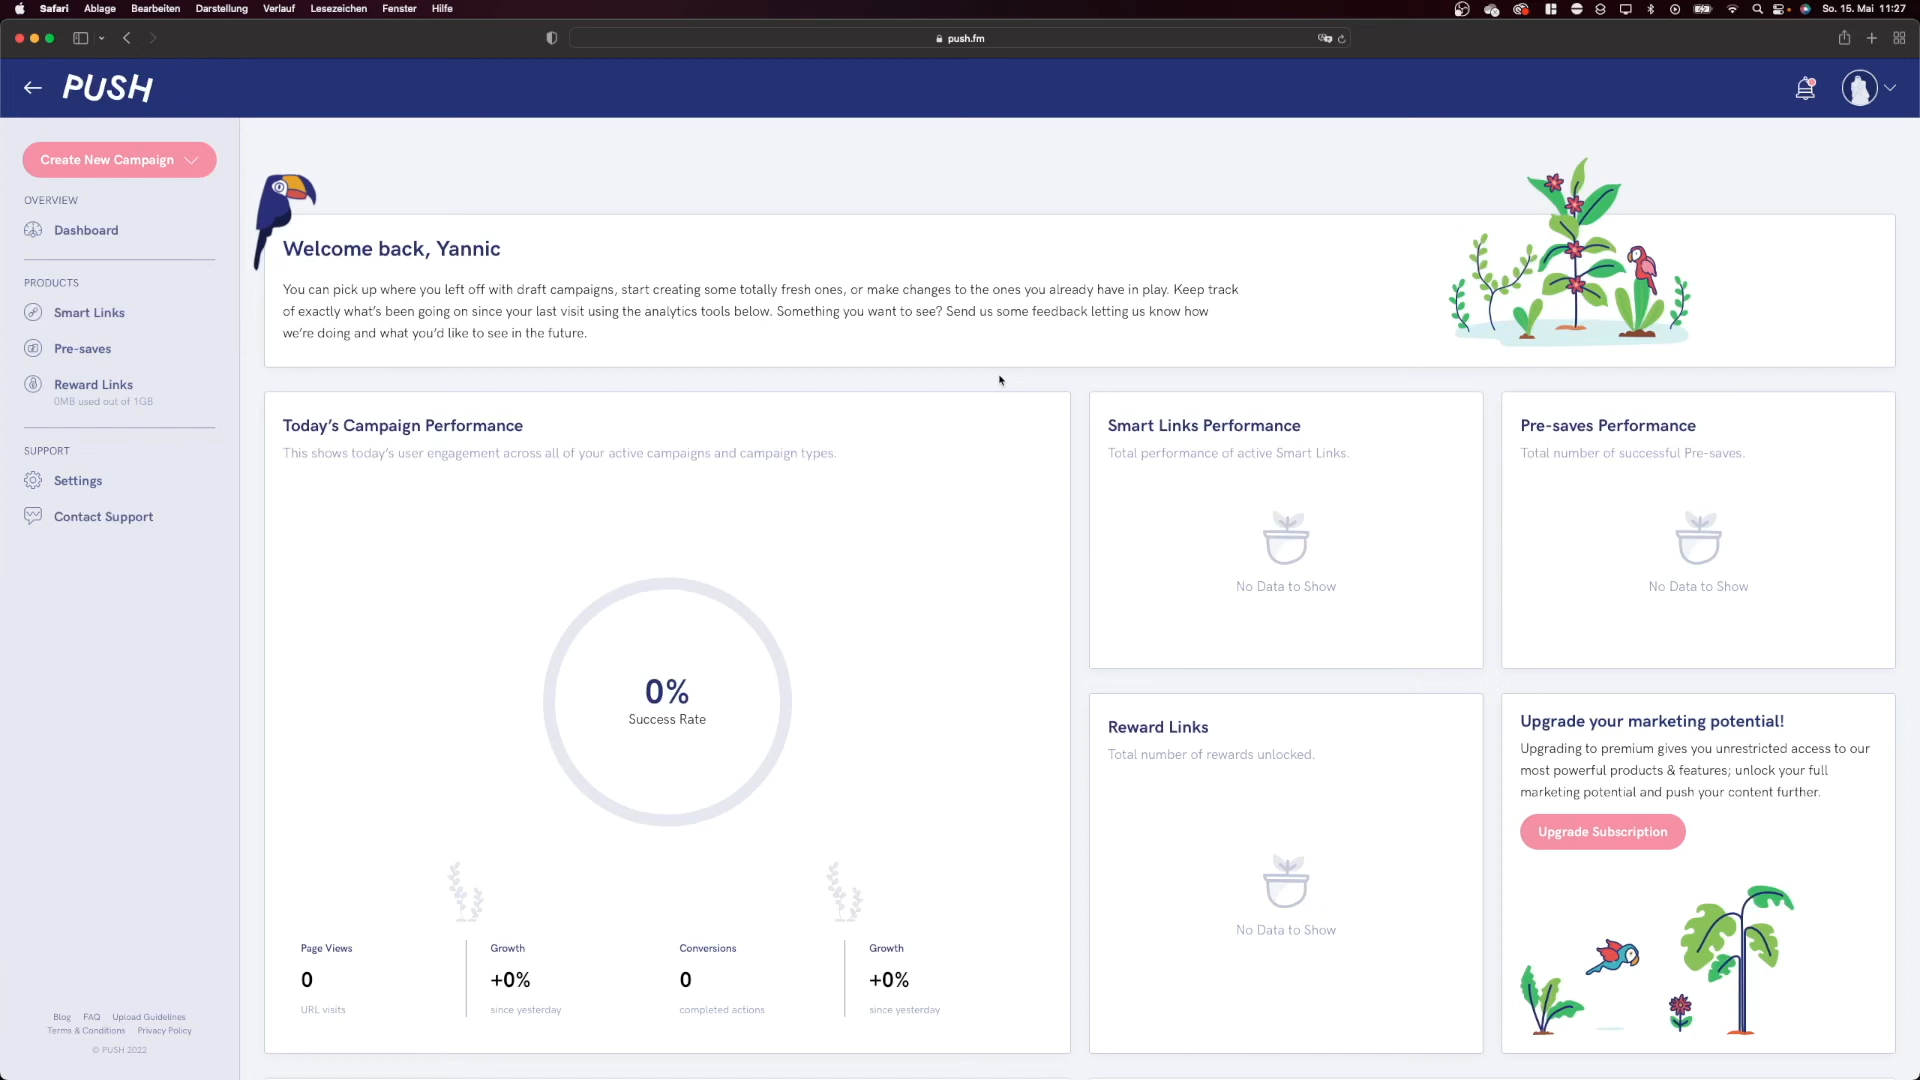 Safari Ablage Bearbeiten Darstellung Verlauf Lesezeichen Fenster Hilfe So. 15. Mai 11:27
push.fm
PUSH
Create New Campaign
OVERVIEW
Dashboard
PRODUCTS
Smart Links
Pre-saves
Reward Links
0MB used out of 1GB
SUPPORT
Settings
Contact Support
Blog FAQ Upload Guidelines
Terms & Conditions Privacy Policy
© PUSH 2022
Welcome back, Yannic
You can pick up where you left off with draft campaigns, start creating some totally fresh ones, or make changes to the ones you already have in play. Keep track
of exactly what's been going on since your last visit using the analytics tools below. Something you want to see? Send us some feedback letting us know how
we're doing and what you'd like to see in the future.
Today's Campaign Performance
This shows today's user engagement across all of your active campaigns and campaign types.
0%
Success Rate
Page Views Growth Conversions Growth
0 +0% 0 +0%
URL visits since yesterday completed actions since yesterday
Smart Links Performance
Total performance of active Smart Links.
No Data to Show
Pre-saves Performance
Total number of successful Pre-saves.
No Data to Show
Reward Links
Total number of rewards unlocked.
No Data to Show
Upgrade your marketing potential!
Upgrading to premium gives you unrestricted access to our
most powerful products & features; unlock your full
marketing potential and push your content further.
Upgrade Subscription